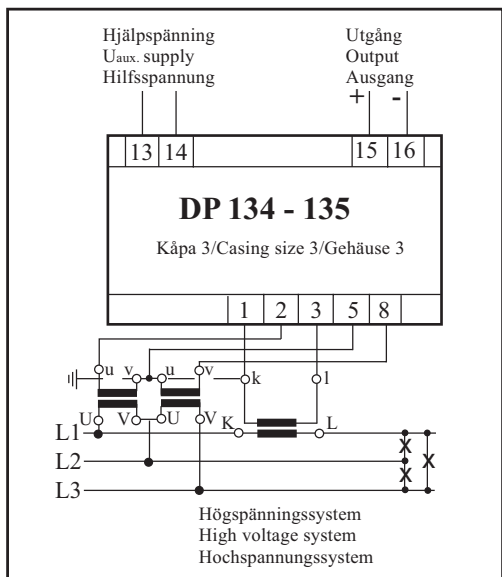 Hjälpspänning
Uaux. supply
Hilfsspannung
Utgång
Output
Ausgang
+ -
13 14 15 16
DP 134 - 135
Kåpa 3/Casing size 3/Gehäuse 3
1 2 3 5 8
u v u v k l
U V U V K L
L1
L2
L3
Högspänningssystem
High voltage system
Hochspannungssystem